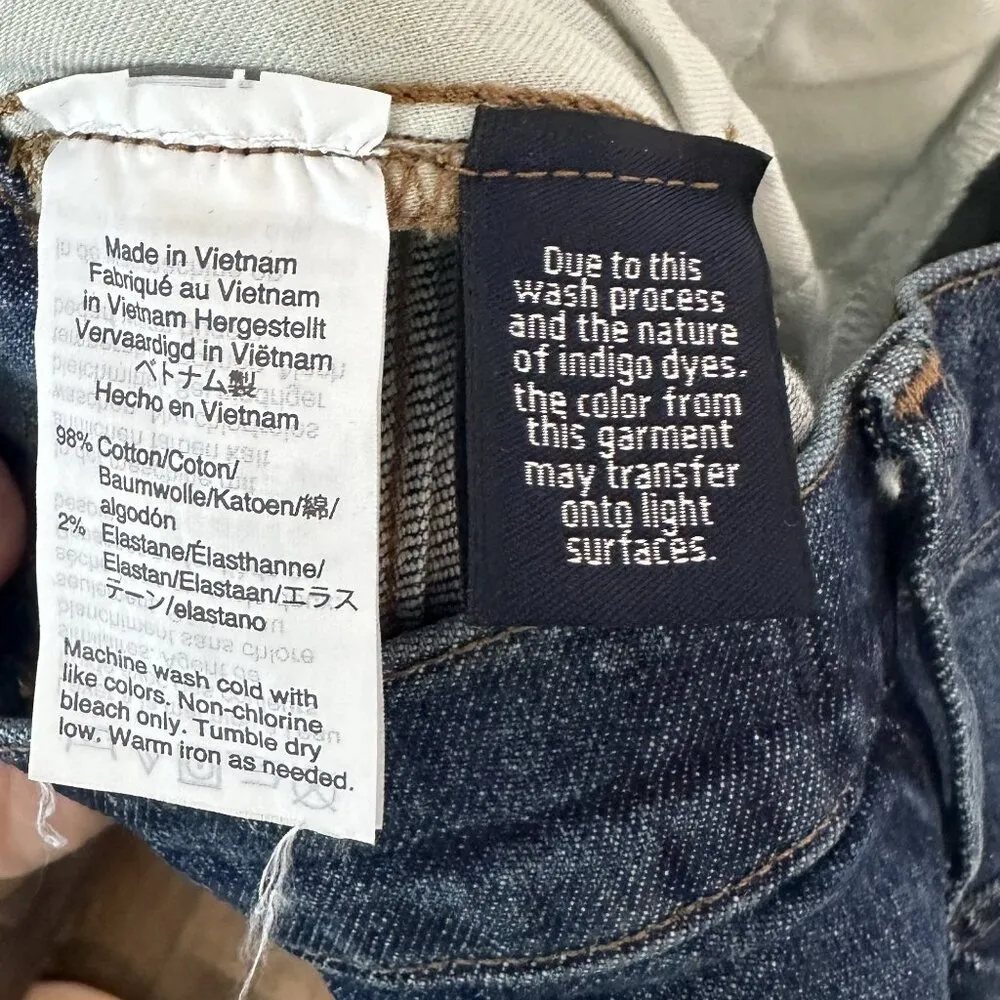 Made in Vietnam
Fabriqué au Vietnam
in Vietnam Hergestellt
Vervaardigd in Viëtnam
ベトナム製
Hecho en Vietnam
98% Cotton/Coton/
Baumwolle/Katoen/綿/
algodón
2% Elastane/Élasthanne/
Elastan/Elastaan/エラス
テーン/elastano
Machine wash cold with
like colors. Non-chlorine
bleach only. Tumble dry
low. Warm iron as needed.
Due to this
wash process
and the nature
of indigo dyes,
the color from
this garment
may transfer
onto light
surfaces.